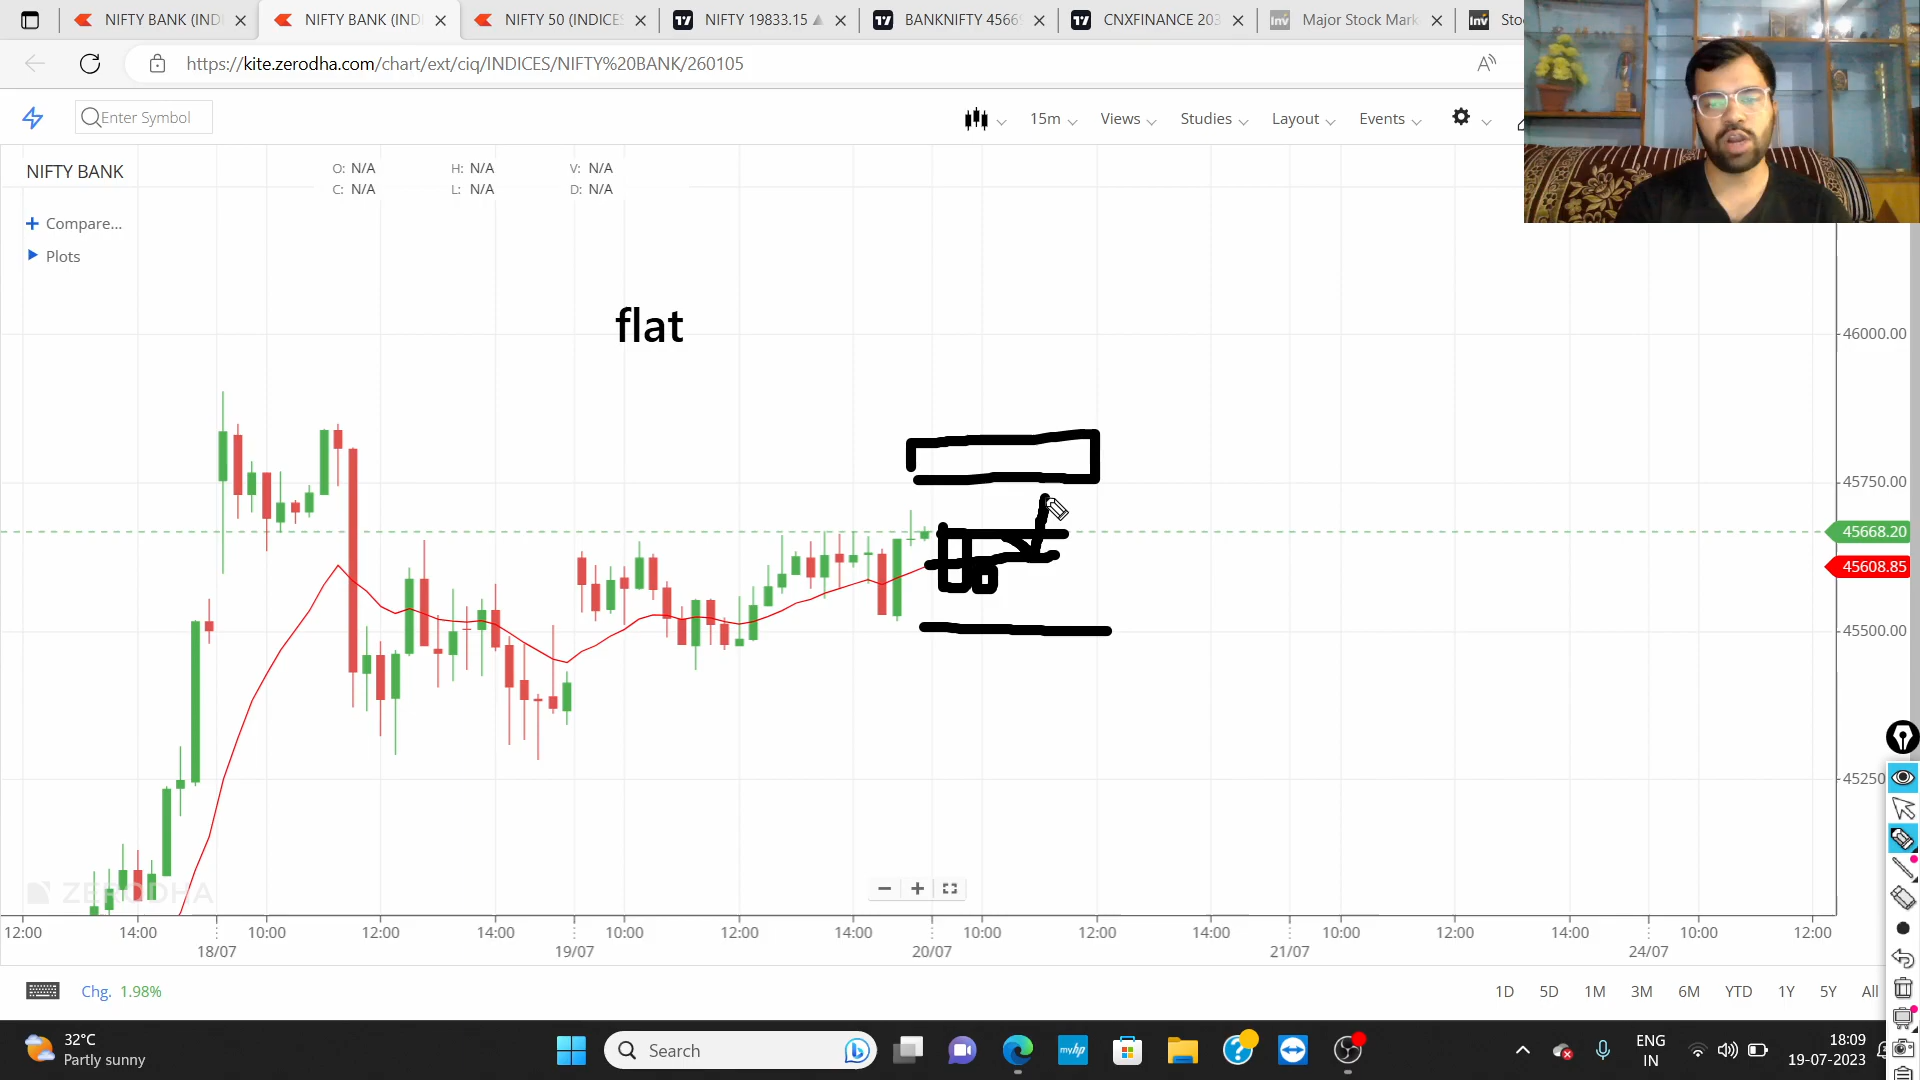 NIFTY BANK (INDI
NIFTY BANK (INDI
NIFTY 50 (INDICES
NIFTY 19833.15
BANKNIFTY 4566
CNXFINANCE 203
Major Stock Mark
Sto
https://kite.zerodha.com/chart/ext/ciq/INDICES/NIFTY%20BANK/260105
Enter Symbol
15m
Views
Studies
Layout
Events
NIFTY BANK
O: N/A H: N/A V: N/A
C: N/A L: N/A D: N/A
+ Compare...
Plots
flat
46000.00
45750.00
45668.20
45608.85
45500.00
45250
ZERODHA
12:00 14:00 10:00 12:00 14:00 10:00 12:00 14:00 10:00 12:00 14:00 10:00 12:00 14:00 10:00 12:00
18/07 19/07 20/07 21/07 24/07
Chg. 1.98%
1D 5D 1M 3M 6M YTD 1Y 5Y All
32°C
Partly sunny
Search
myhp
ENG
IN
18:09
19-07-2023